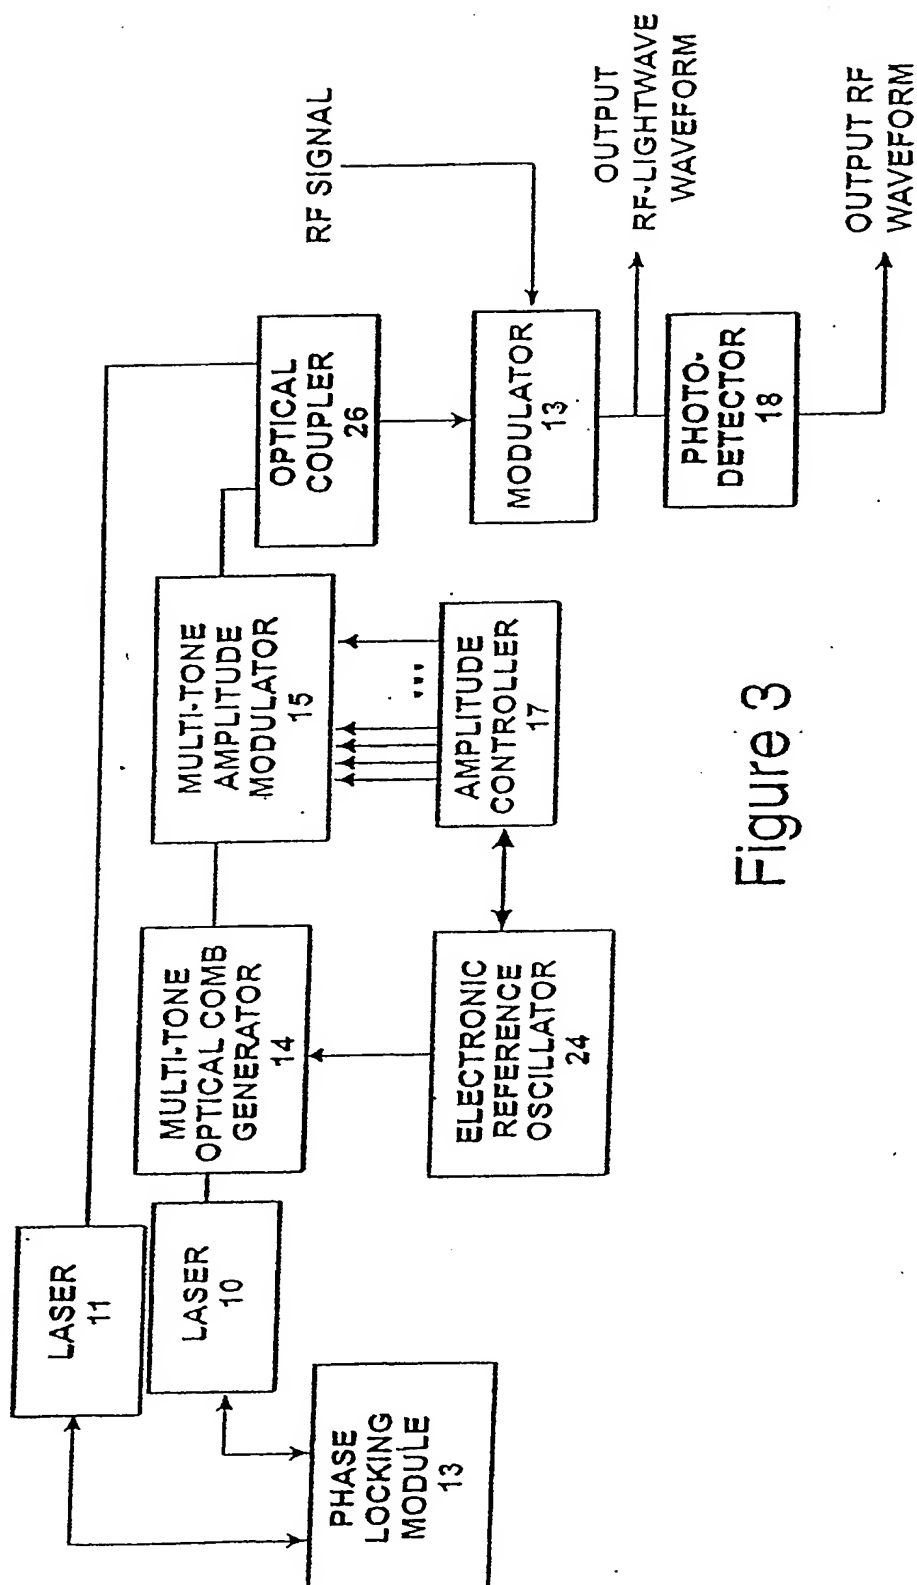 LASER
11
LASER
10
PHASE
LOCKING
MODULE
13
MULTI-TONE
OPTICAL COMB
GENERATOR
14
ELECTRONIC
REFERENCE
OSCILLATOR
24
MULTI-TONE
AMPLITUDE
MODULATOR
15
...
AMPLITUDE
CONTROLLER
17
OPTICAL
COUPLER
26
RF SIGNAL
MODULATOR
13
OUTPUT
RF-LIGHTWAVE
WAVEFORM
PHOTO-
DETECTOR
18
OUTPUT RF
WAVEFORM
Figure 3